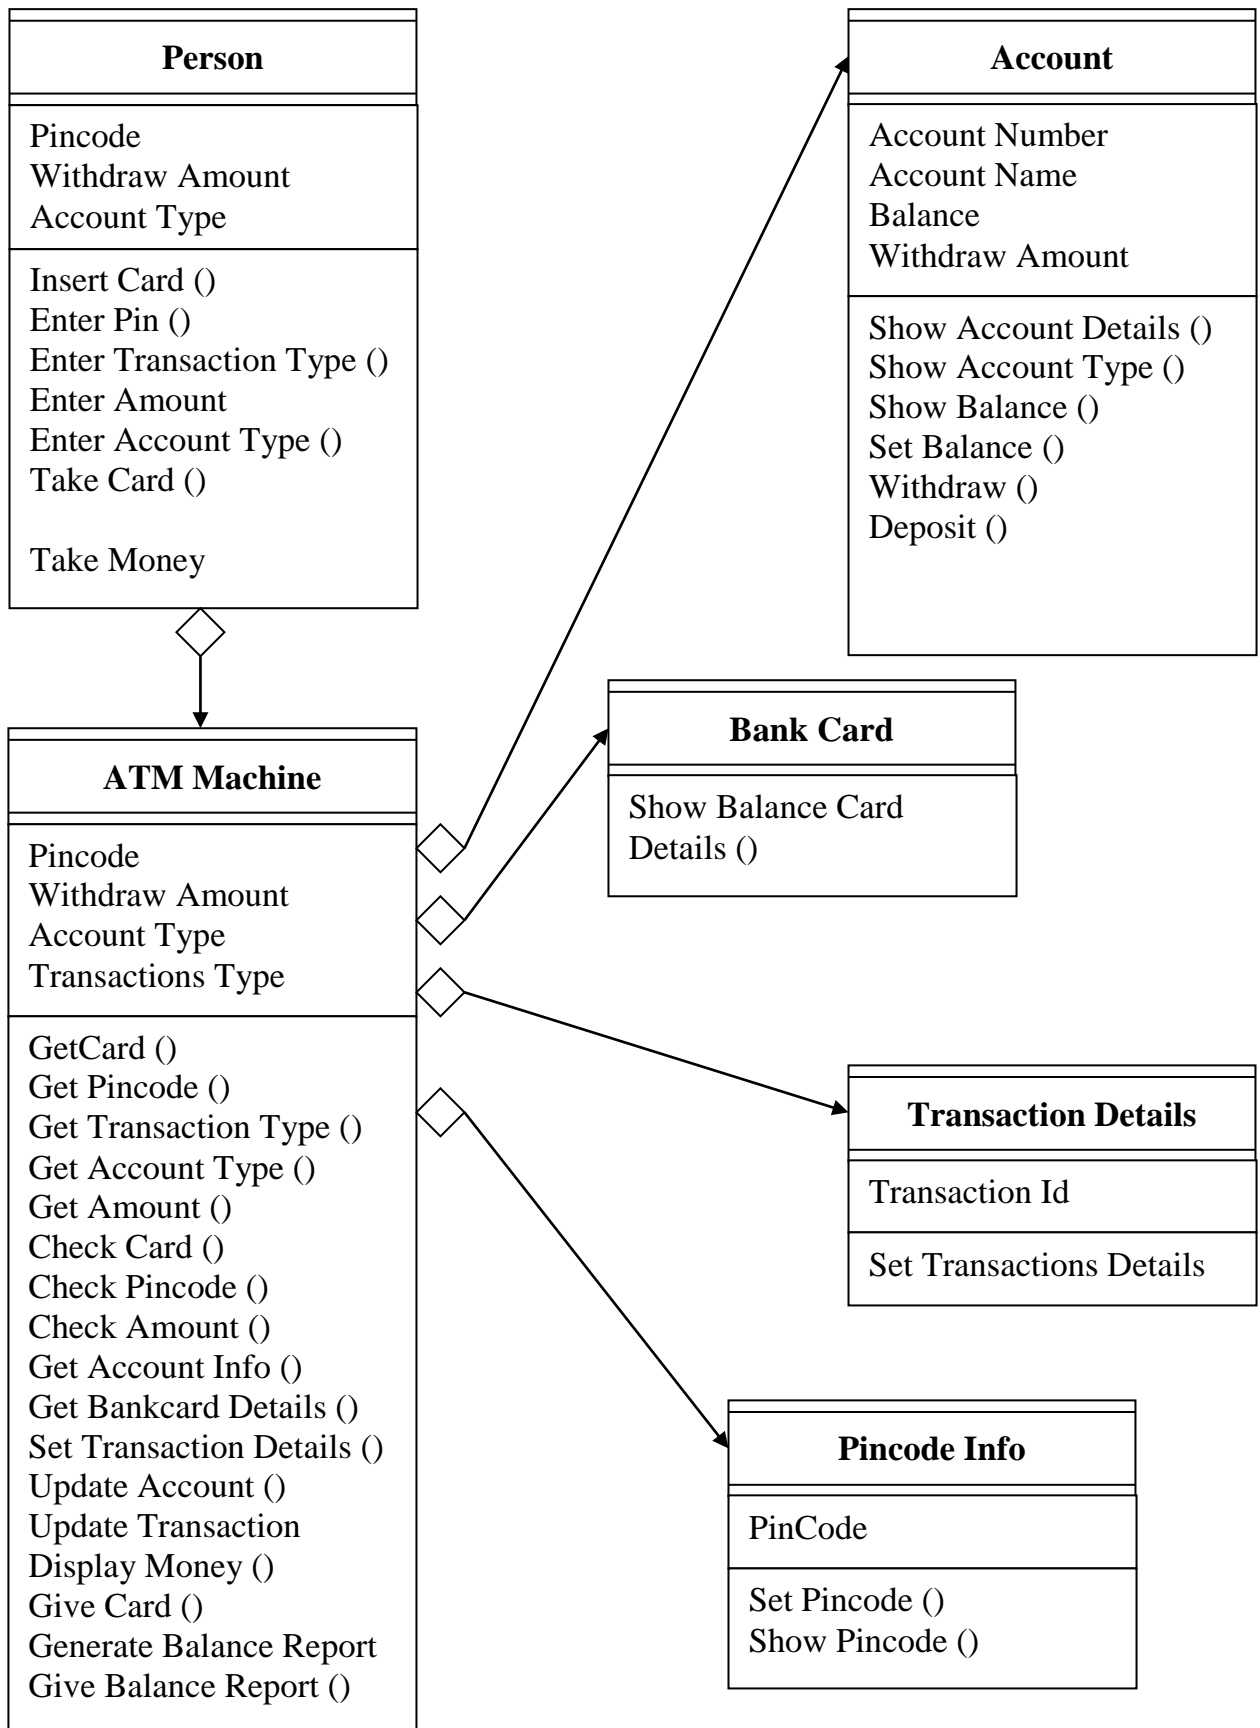 Person
Pincode
Withdraw Amount
Account Type
Insert Card ()
Enter Pin ()
Enter Transaction Type ()
Enter Amount
Enter Account Type ()
Take Card ()
Take Money
Account
Account Number
Account Name
Balance
Withdraw Amount
Show Account Details ()
Show Account Type ()
Show Balance ()
Set Balance ()
Withdraw ()
Deposit ()
ATM Machine
Pincode
Withdraw Amount
Account Type
Transactions Type
GetCard ()
Get Pincode ()
Get Transaction Type ()
Get Account Type ()
Get Amount ()
Check Card ()
Check Pincode ()
Check Amount ()
Get Account Info ()
Get Bankcard Details ()
Set Transaction Details ()
Update Account ()
Update Transaction
Display Money ()
Give Card ()
Generate Balance Report
Give Balance Report ()
Bank Card
Show Balance Card
Details ()
Transaction Details
Transaction Id
Set Transactions Details
Pincode Info
PinCode
Set Pincode ()
Show Pincode ()